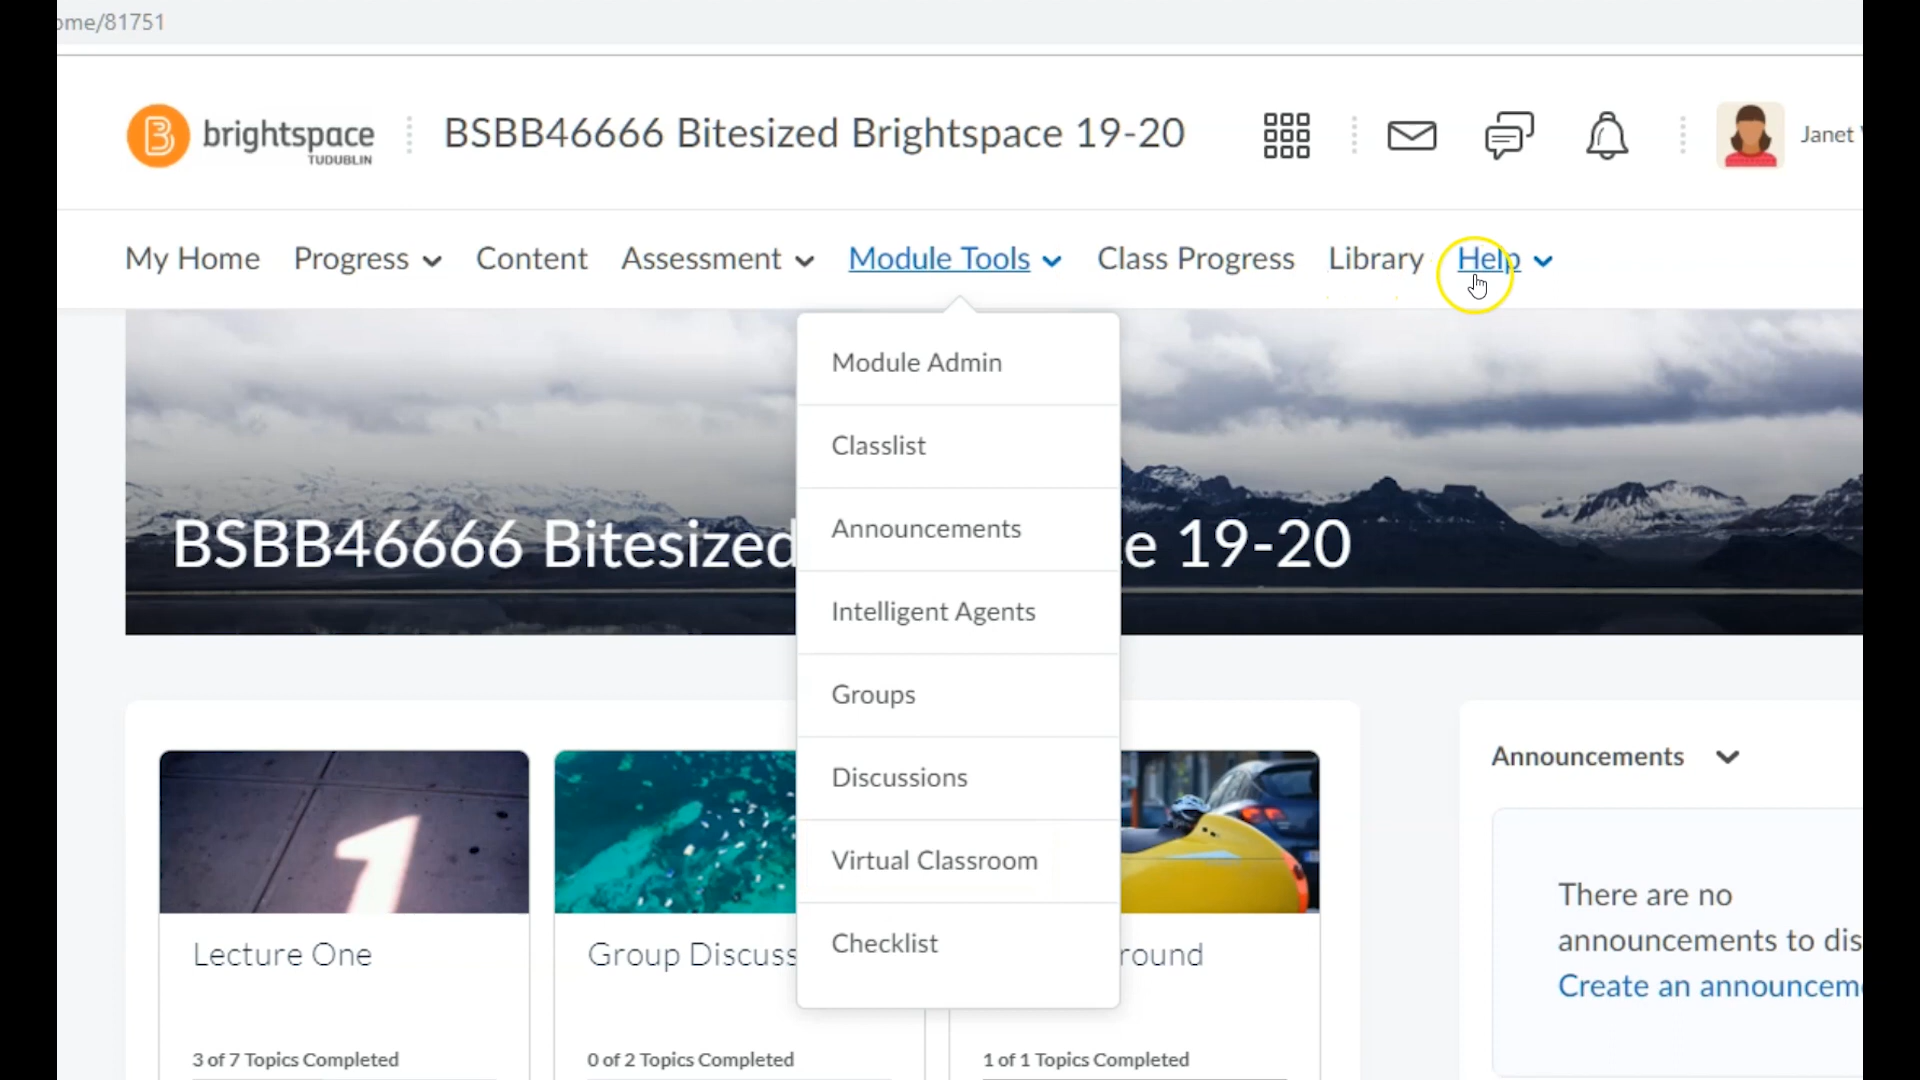 ome/81751
brightspace
TUDUBLIN
BSBB46666 Bitesized Brightspace 19-20
Janet
My Home Progress Content Assessment Module Tools Class Progress Library Help
Module Admin
Classlist
Announcements
Intelligent Agents
Groups
Discussions
Virtual Classroom
Checklist
BSBB46666 Bitesized e 19-20
Announcements
There are no
announcements to dis
Create an announcem
Lecture One
Group Discuss
round
3 of 7 Topics Completed
0 of 2 Topics Completed
1 of 1 Topics Completed